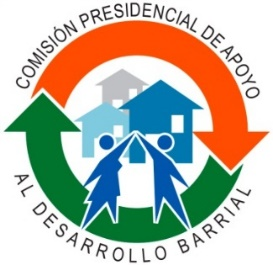 COMISIÓN PRESIDENCIAL DE APOYO
AL DESARROLLO BARRIAL